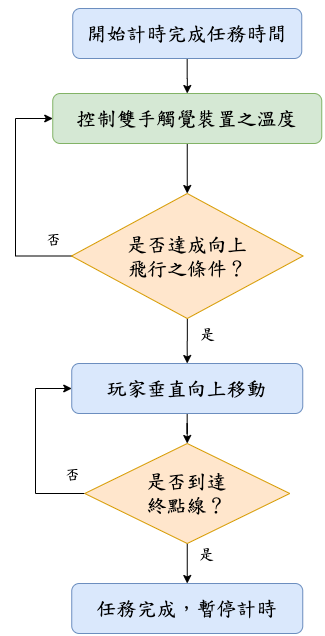 開始計時完成任務時間
控制雙手觸覺裝置之溫度
否
是否達成向上
飛行之條件？
是
玩家垂直向上移動
否
是否到達
終點線？
是
任務完成，暫停計時